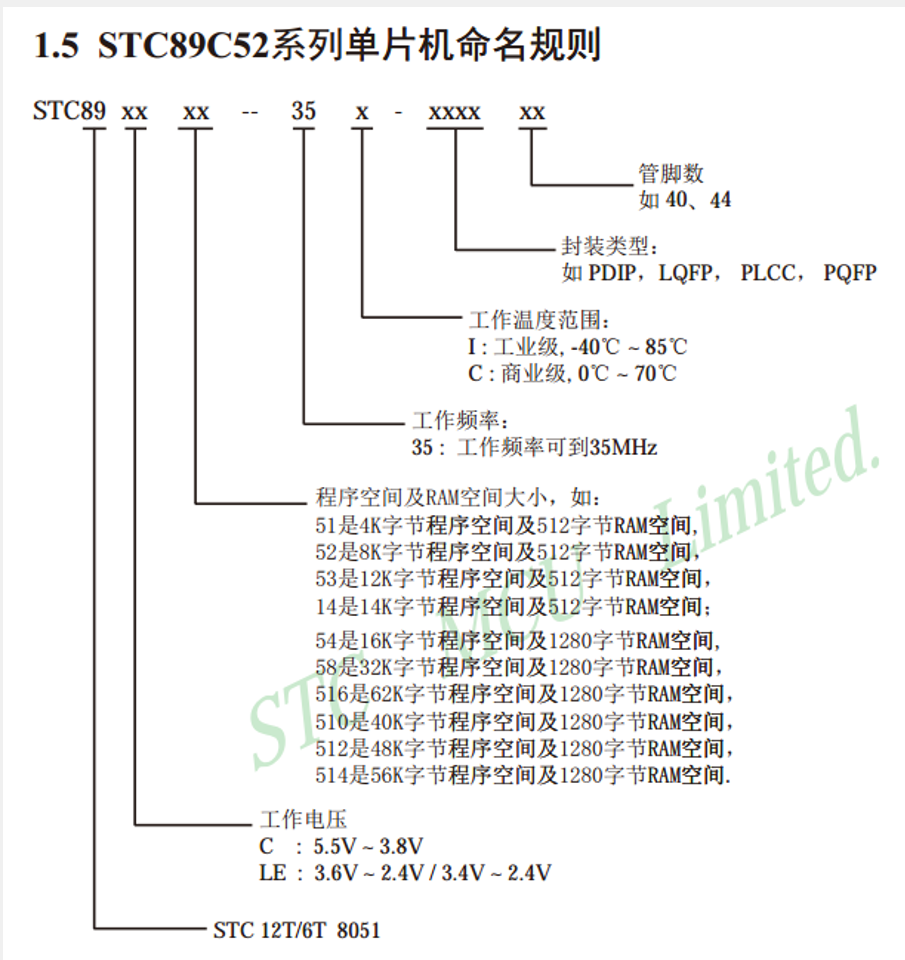 1.5 STC89C52系列单片机命名规则
STC89 xx xx -- 35 x - xxxx xx
管脚数
如 40、44
封装类型:
如 PDIP，LQFP， PLCC， PQFP
工作温度范围:
I : 工业级, -40℃ ~ 85℃
C : 商业级, 0℃ ~ 70℃
工作频率:
35 : 工作频率可到35MHz
程序空间及RAM空间大小，如:
51是4K字节程序空间及512字节RAM空间,
52是8K字节程序空间及512字节RAM空间,
53是12K字节程序空间及512字节RAM空间,
14是14K字节程序空间及512字节RAM空间;
54是16K字节程序空间及1280字节RAM空间,
58是32K字节程序空间及1280字节RAM空间,
516是62K字节程序空间及1280字节RAM空间,
510是40K字节程序空间及1280字节RAM空间,
512是48K字节程序空间及1280字节RAM空间,
514是56K字节程序空间及1280字节RAM空间.
工作电压
C : 5.5V ~ 3.8V
LE : 3.6V ~ 2.4V / 3.4V ~ 2.4V
STC 12T/6T 8051
STC MCU Limited.